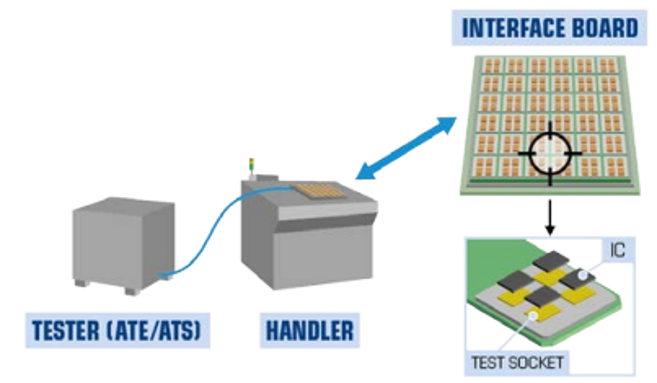 INTERFACE BOARD
IC
TEST SOCKET
TESTER (ATE/ATS)
HANDLER